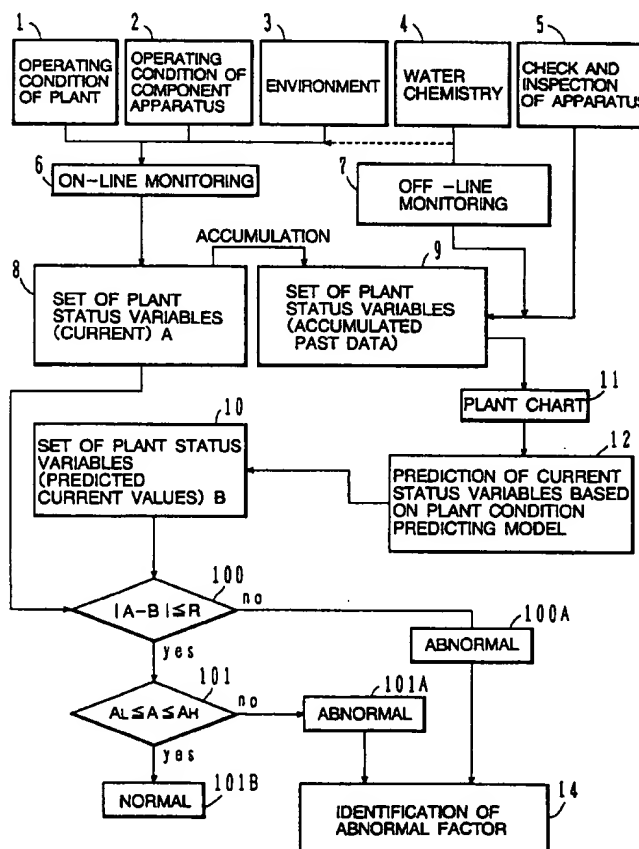 1
2
3
4
5
OPERATING
CONDITION
OF PLANT
OPERATING
CONDITION OF
COMPONENT
APPARATUS
ENVIRONMENT
WATER
CHEMISTRY
CHECK AND
INSPECTION
OF APPARATUS
6
ON-LINE MONITORING
7
OFF -LINE
MONITORING
ACCUMULATION
8
SET OF PLANT
STATUS VARIABLES
(CURRENT) A
9
SET OF PLANT
STATUS VARIABLES
(ACCUMULATED
PAST DATA)
11
PLANT CHART
10
SET OF PLANT STATUS
VARIABLES
(PREDICTED
CURRENT VALUES) B
12
PREDICTION OF CURRENT
STATUS VARIABLES BASED
ON PLANT CONDITION
PREDICTING MODEL
100
|A-B|≦R
no
yes
100A
ABNORMAL
101
AL≦A≦AH
no
yes
101A
ABNORMAL
NORMAL
101B
14
IDENTIFICATION OF
ABNORMAL FACTOR